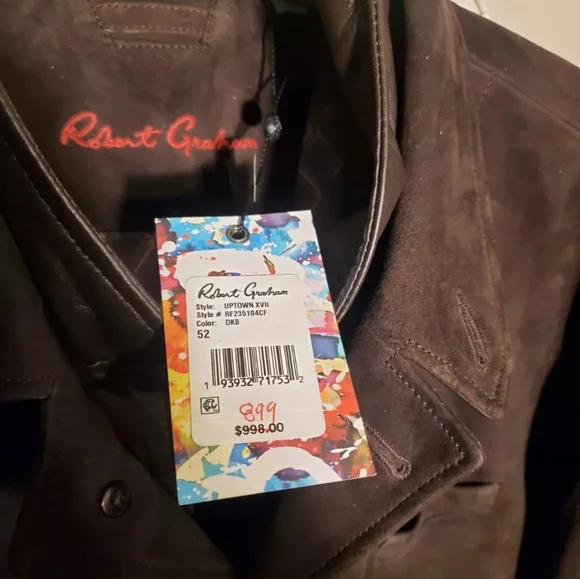 Robert Graham
Robert Graham
Style: UPTOWN XVII
Style # RF235104CF
Color: DKB
52
1 93932 71753 2
899
$998.00